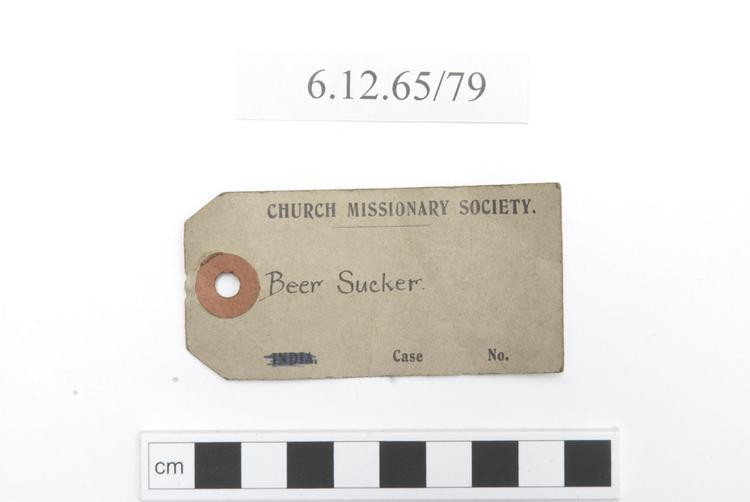 6.12.65/79
CHURCH MISSIONARY SOCIETY.
Beer Sucker.
INDIA. Case No.
cm